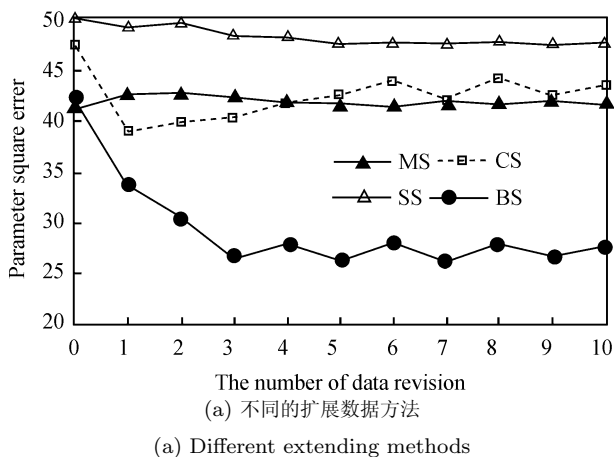 50
45
40
35
30
25
20
Parameter square errer
MS
CS
SS
BS
0 1 2 3 4 5 6 7 8 9 10
The number of data revision
(a) 不同的扩展数据方法
(a) Different extending methods